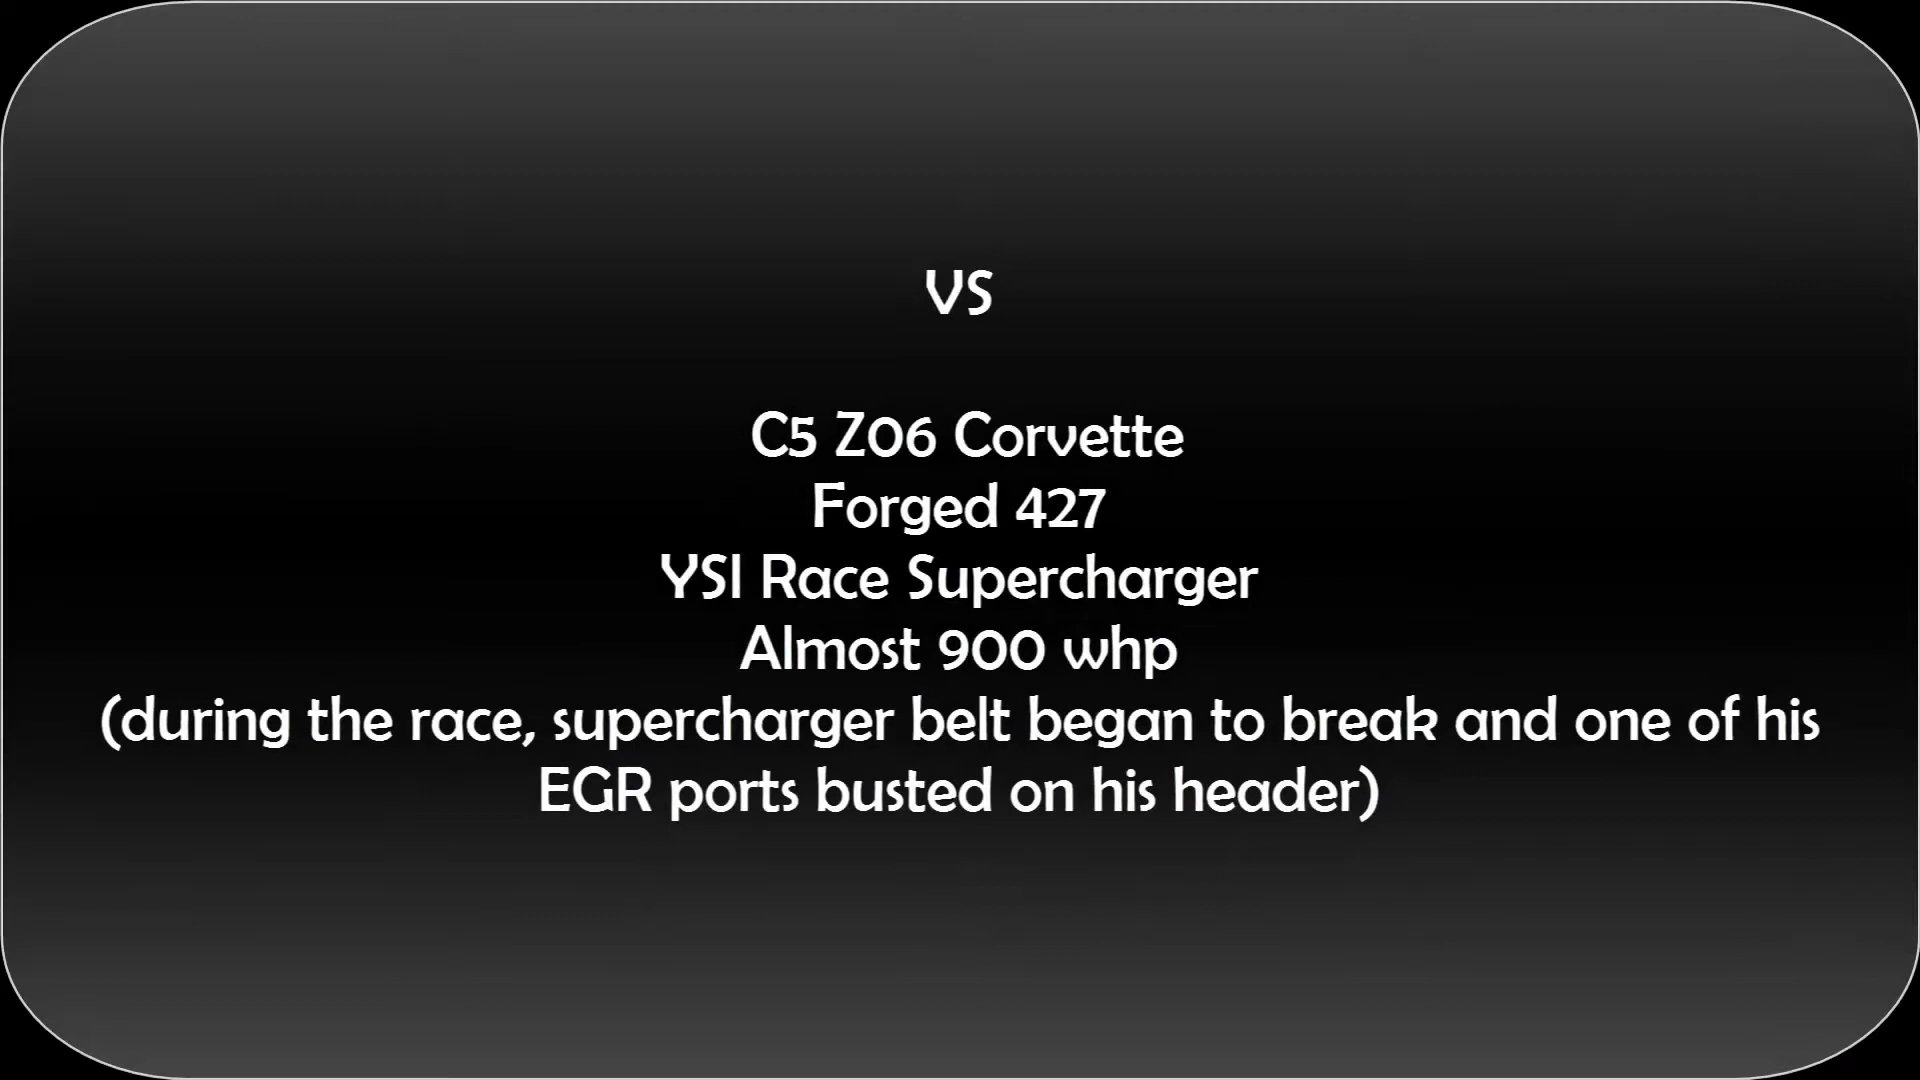 VS
C5 Z06 Corvette
Forged 427
YSI Race Supercharger
Almost 900 whp
(during the race, supercharger belt began to break and one of his
EGR ports busted on his header)